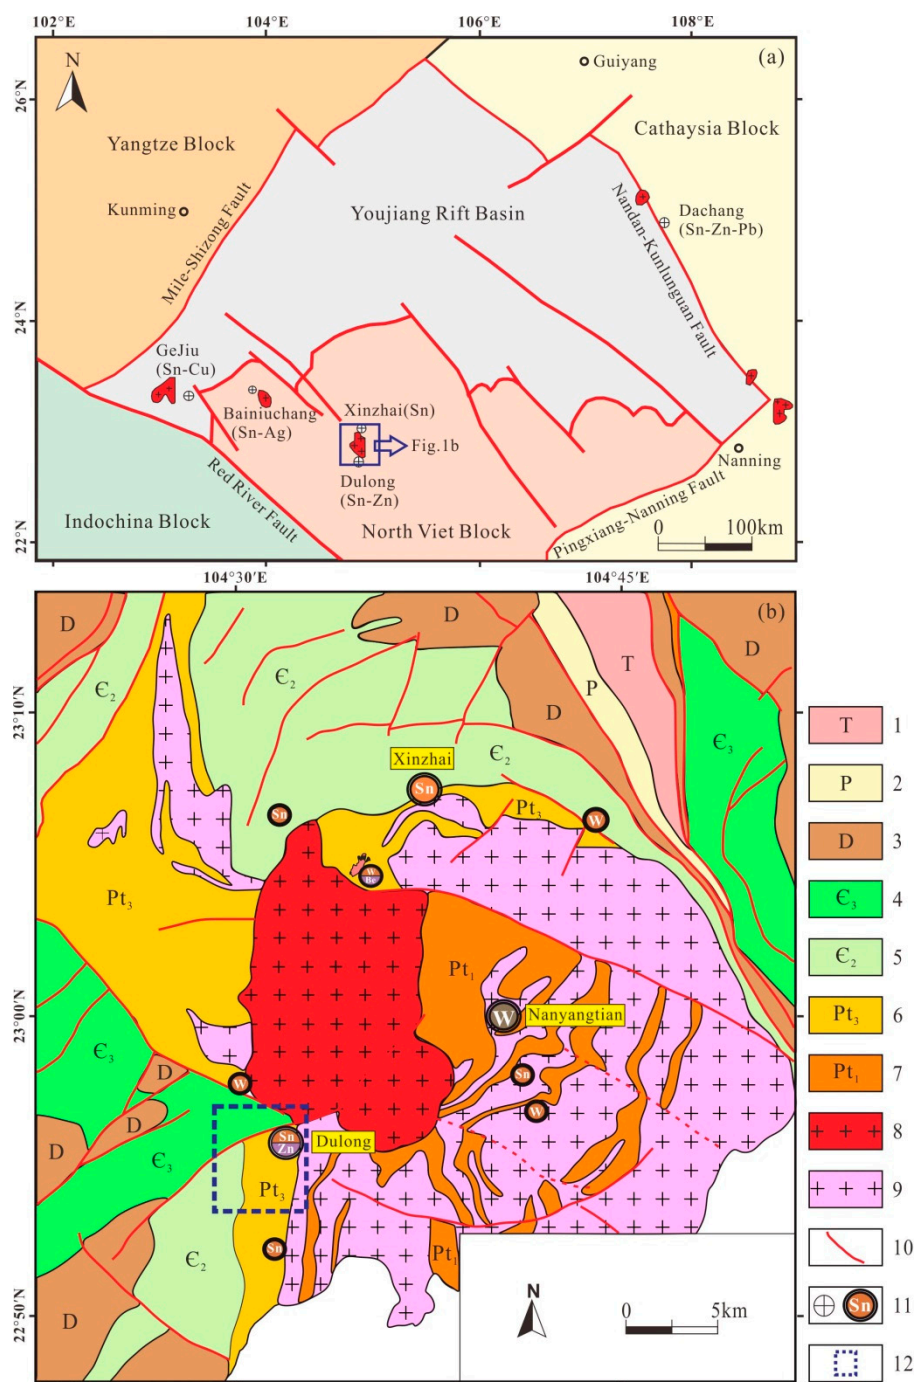 102°E 104°E 106°E 108°E
N
(a)
Guiyang
26°N
Yangtze Block
Cathaysia Block
Kunming
Mile-Shizong Fault
Youjiang Rift Basin
Nandan-Kunlunguan Fault
Dachang
(Sn-Zn-Pb)
24°N
GeJiu
(Sn-Cu)
Bainiuchang
(Sn-Ag)
Xinzhai(Sn)
Fig.1b
Dulong
(Sn-Zn)
Nanning
Red River Fault
Indochina Block
North Viet Block
Pingxiang-Nanning Fault
0 100km
22°N
104°30′E 104°45′E
(b)
D
D
D
T
P
Є2
Є2
D
Є3
23°10′N
Є2
Xinzhai
Sn
Sn
Pt3
W
W
Be
Pt3
Pt1
23°00′N
W
Nanyangtian
Є3
Sn
D
W
W
D
Sn
Zn
Dulong
D
Є3
Pt3
Sn
Є2
Pt1
22°50′N
D
N
0 5km
T 1
P 2
D 3
Є3 4
Є2 5
Pt3 6
Pt1 7
8
9
10
Sn 11
12